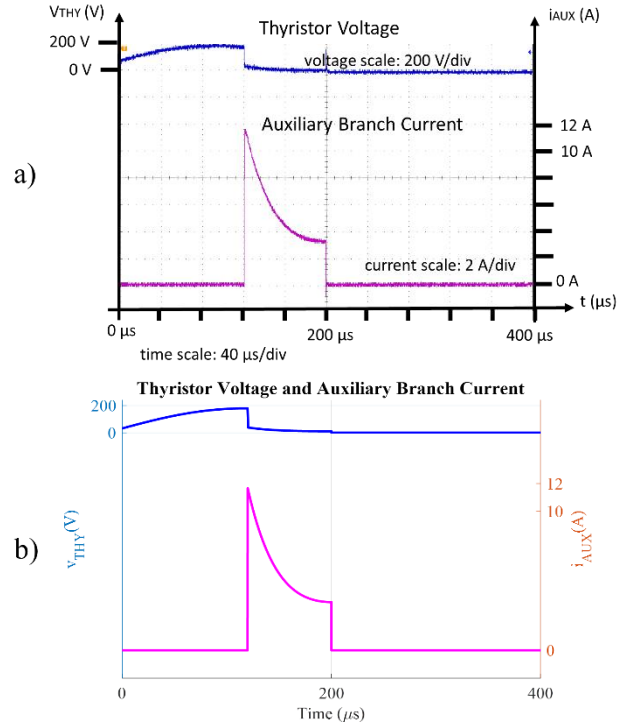 VTHY
iAUX (A)
Thyristor Voltage
200 V
0 V
voltage scale: 200 V/div
Auxiliary Branch Current
12 A
10 A
a)
current scale: 2 A/div
0 A
t (µs)
0 µs
200 µs
400 µs
time scale: 40 µs/div
Thyristor Voltage and Auxiliary Branch Current
200
0
12
10
b)
vTHY(V)
iAUX(A)
0
0
200
400
Time (µs)